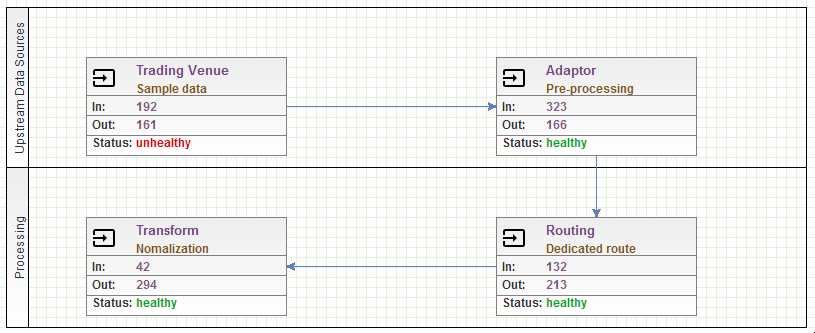 Upstream Data Sources
Trading Venue
Sample data
In: 192
Out: 161
Status: unhealthy
Adaptor
Pre-processing
In: 323
Out: 166
Status: healthy
Processing
Transform
Nomalization
In: 42
Out: 294
Status: healthy
Routing
Dedicated route
In: 132
Out: 213
Status: healthy